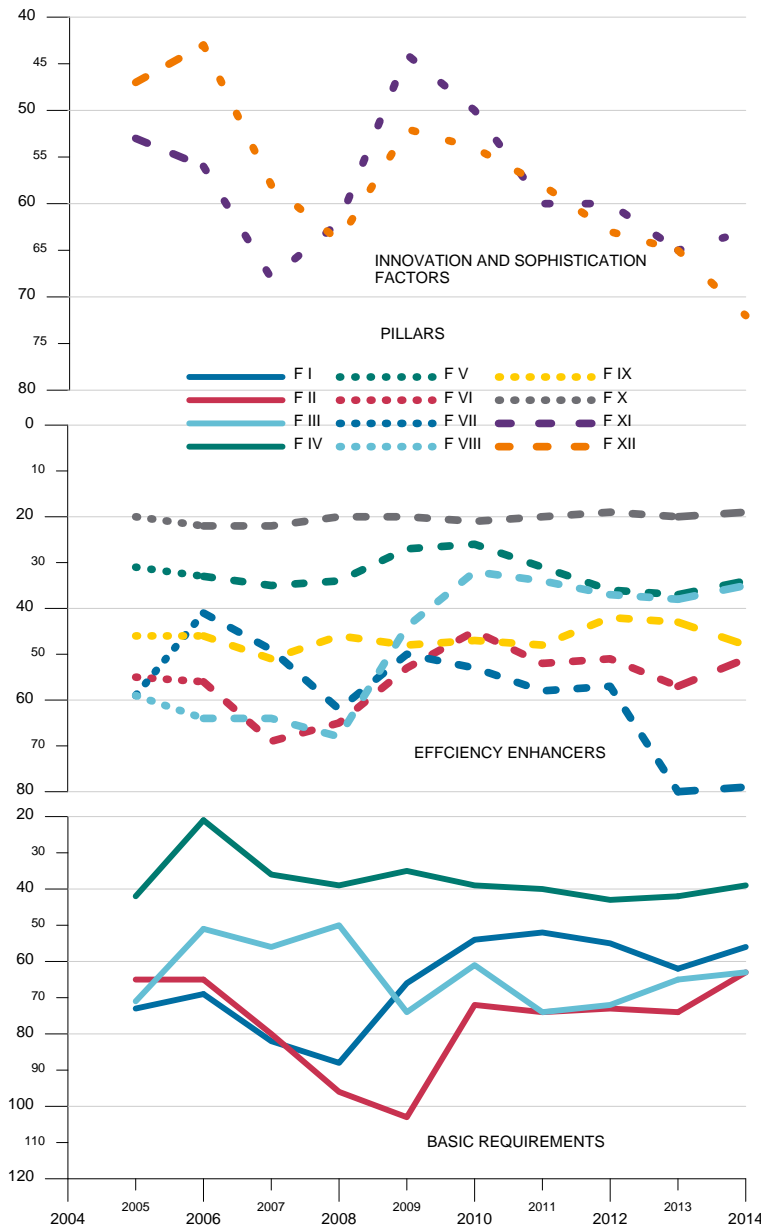 40
45
50
55
60
65
70
75
80
INNOVATION AND SOPHISTICATION
FACTORS
PILLARS
F I
F II
F III
F IV
F V
F VI
F VII
F VIII
F IX
F X
F XI
F XII
0
10
20
30
40
50
60
70
80
EFFCIENCY ENHANCERS
20
30
40
50
60
70
80
90
100
110
120
BASIC REQUIREMENTS
2004 2005 2006 2007 2008 2009 2010 2011 2012 2013 2014